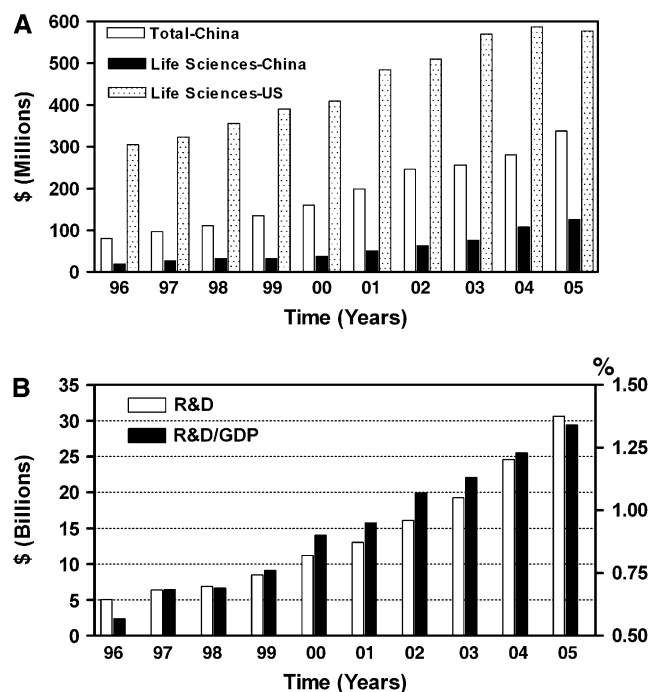 A
600
500
400
300
200
100
0
$ (Millions)
Total-China
Life Sciences-China
Life Sciences-US
96 97 98 99 00 01 02 03 04 05
Time (Years)
B
%
35
30
25
20
15
10
5
0
$ (Billions)
R&D
R&D/GDP
1.50
1.25
1.00
0.75
0.50
96 97 98 99 00 01 02 03 04 05
Time (Years)